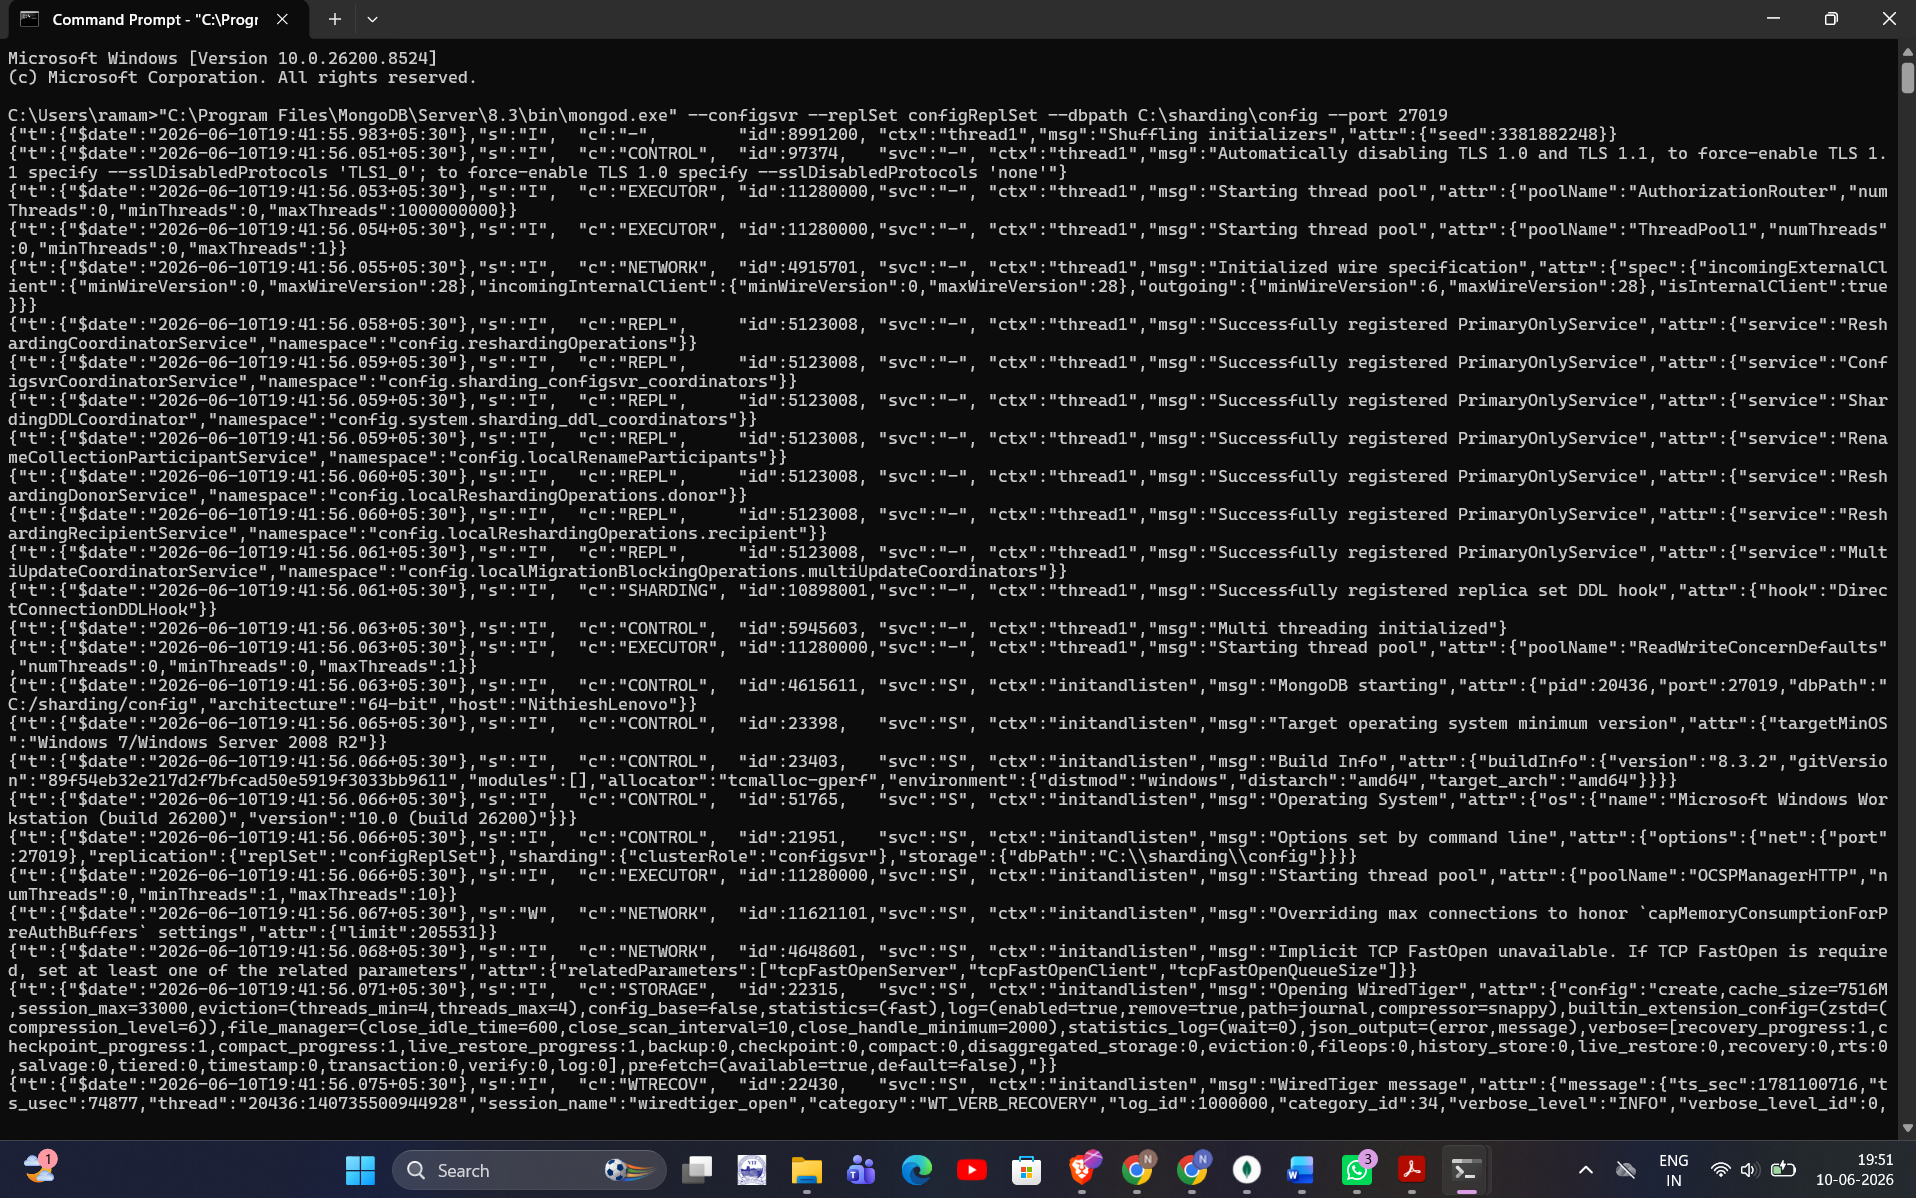 Command Prompt - "C:\Progr
Microsoft Windows [Version 10.0.26200.8524]
(c) Microsoft Corporation. All rights reserved.
C:\Users\ramam>"C:\Program Files\MongoDB\Server\8.3\bin\mongod.exe" --configsvr --replSet configReplSet --dbpath C:\sharding\config --port 27019
{"t":{"$date":"2026-06-10T19:41:55.983+05:30"},"s":"I",  "c":"-",        "id":8991200, "ctx":"thread1","msg":"Shuffling initializers","attr":{"seed":3381882248}}
{"t":{"$date":"2026-06-10T19:41:56.051+05:30"},"s":"I",  "c":"CONTROL",  "id":97374,   "svc":"-", "ctx":"thread1","msg":"Automatically disabling TLS 1.0 and TLS 1.1, to force-enable TLS 1.
1 specify --sslDisabledProtocols 'TLS1_0'; to force-enable TLS 1.0 specify --sslDisabledProtocols 'none'"}
{"t":{"$date":"2026-06-10T19:41:56.053+05:30"},"s":"I",  "c":"EXECUTOR", "id":11280000,"svc":"-", "ctx":"thread1","msg":"Starting thread pool","attr":{"poolName":"AuthorizationRouter","num
Threads":0,"minThreads":0,"maxThreads":1000000000}}
{"t":{"$date":"2026-06-10T19:41:56.054+05:30"},"s":"I",  "c":"EXECUTOR", "id":11280000,"svc":"-", "ctx":"thread1","msg":"Starting thread pool","attr":{"poolName":"ThreadPool1","numThreads"
:0,"minThreads":0,"maxThreads":1}}
{"t":{"$date":"2026-06-10T19:41:56.055+05:30"},"s":"I",  "c":"NETWORK",  "id":4915701, "svc":"-", "ctx":"thread1","msg":"Initialized wire specification","attr":{"spec":{"incomingExternalCl
ient":{"minWireVersion":0,"maxWireVersion":28},"incomingInternalClient":{"minWireVersion":0,"maxWireVersion":28},"outgoing":{"minWireVersion":6,"maxWireVersion":28},"isInternalClient":true
}}}
{"t":{"$date":"2026-06-10T19:41:56.058+05:30"},"s":"I",  "c":"REPL",     "id":5123008, "svc":"-", "ctx":"thread1","msg":"Successfully registered PrimaryOnlyService","attr":{"service":"Resh
ardingCoordinatorService","namespace":"config.reshardingOperations"}}
{"t":{"$date":"2026-06-10T19:41:56.059+05:30"},"s":"I",  "c":"REPL",     "id":5123008, "svc":"-", "ctx":"thread1","msg":"Successfully registered PrimaryOnlyService","attr":{"service":"Conf
igsvrCoordinatorService","namespace":"config.sharding_configsvr_coordinators"}}
{"t":{"$date":"2026-06-10T19:41:56.059+05:30"},"s":"I",  "c":"REPL",     "id":5123008, "svc":"-", "ctx":"thread1","msg":"Successfully registered PrimaryOnlyService","attr":{"service":"Shar
dingDDLCoordinator","namespace":"config.system.sharding_ddl_coordinators"}}
{"t":{"$date":"2026-06-10T19:41:56.059+05:30"},"s":"I",  "c":"REPL",     "id":5123008, "svc":"-", "ctx":"thread1","msg":"Successfully registered PrimaryOnlyService","attr":{"service":"Rena
meCollectionParticipantService","namespace":"config.localRenameParticipants"}}
{"t":{"$date":"2026-06-10T19:41:56.060+05:30"},"s":"I",  "c":"REPL",     "id":5123008, "svc":"-", "ctx":"thread1","msg":"Successfully registered PrimaryOnlyService","attr":{"service":"Resh
ardingDonorService","namespace":"config.localReshardingOperations.donor"}}
{"t":{"$date":"2026-06-10T19:41:56.060+05:30"},"s":"I",  "c":"REPL",     "id":5123008, "svc":"-", "ctx":"thread1","msg":"Successfully registered PrimaryOnlyService","attr":{"service":"Resh
ardingRecipientService","namespace":"config.localReshardingOperations.recipient"}}
{"t":{"$date":"2026-06-10T19:41:56.061+05:30"},"s":"I",  "c":"REPL",     "id":5123008, "svc":"-", "ctx":"thread1","msg":"Successfully registered PrimaryOnlyService","attr":{"service":"Mult
iUpdateCoordinatorService","namespace":"config.localMigrationBlockingOperations.multiUpdateCoordinators"}}
{"t":{"$date":"2026-06-10T19:41:56.061+05:30"},"s":"I",  "c":"SHARDING", "id":10898001,"svc":"-", "ctx":"thread1","msg":"Successfully registered replica set DDL hook","attr":{"hook":"Direc
tConnectionDDLHook"}}
{"t":{"$date":"2026-06-10T19:41:56.063+05:30"},"s":"I",  "c":"CONTROL",  "id":5945603, "svc":"-", "ctx":"thread1","msg":"Multi threading initialized"}
{"t":{"$date":"2026-06-10T19:41:56.063+05:30"},"s":"I",  "c":"EXECUTOR", "id":11280000,"svc":"-", "ctx":"thread1","msg":"Starting thread pool","attr":{"poolName":"ReadWriteConcernDefaults"
,"numThreads":0,"minThreads":0,"maxThreads":1}}
{"t":{"$date":"2026-06-10T19:41:56.063+05:30"},"s":"I",  "c":"CONTROL",  "id":4615611, "svc":"S", "ctx":"initandlisten","msg":"MongoDB starting","attr":{"pid":20436,"port":27019,"dbPath":"
C:/sharding/config","architecture":"64-bit","host":"NithieshLenovo"}}
{"t":{"$date":"2026-06-10T19:41:56.065+05:30"},"s":"I",  "c":"CONTROL",  "id":23398,   "svc":"S", "ctx":"initandlisten","msg":"Target operating system minimum version","attr":{"targetMinOS
":"Windows 7/Windows Server 2008 R2"}}
{"t":{"$date":"2026-06-10T19:41:56.066+05:30"},"s":"I",  "c":"CONTROL",  "id":23403,   "svc":"S", "ctx":"initandlisten","msg":"Build Info","attr":{"buildInfo":{"version":"8.3.2","gitVersio
n":"89f54eb32e217d2f7bfcad50e5919f3033bb9611","modules":[],"allocator":"tcmalloc-gperf","environment":{"distmod":"windows","distarch":"amd64","target_arch":"amd64"}}}}
{"t":{"$date":"2026-06-10T19:41:56.066+05:30"},"s":"I",  "c":"CONTROL",  "id":51765,   "svc":"S", "ctx":"initandlisten","msg":"Operating System","attr":{"os":{"name":"Microsoft Windows Wor
kstation (build 26200)","version":"10.0 (build 26200)"}}}
{"t":{"$date":"2026-06-10T19:41:56.066+05:30"},"s":"I",  "c":"CONTROL",  "id":21951,   "svc":"S", "ctx":"initandlisten","msg":"Options set by command line","attr":{"options":{"net":{"port"
:27019},"replication":{"replSet":"configReplSet"},"sharding":{"clusterRole":"configsvr"},"storage":{"dbPath":"C:\\sharding\\config"}}}}
{"t":{"$date":"2026-06-10T19:41:56.066+05:30"},"s":"I",  "c":"EXECUTOR", "id":11280000,"svc":"S", "ctx":"initandlisten","msg":"Starting thread pool","attr":{"poolName":"OCSPManagerHTTP","n
umThreads":0,"minThreads":1,"maxThreads":10}}
{"t":{"$date":"2026-06-10T19:41:56.067+05:30"},"s":"W",  "c":"NETWORK",  "id":11621101,"svc":"S", "ctx":"initandlisten","msg":"Overriding max connections to honor `capMemoryConsumptionForP
reAuthBuffers` settings","attr":{"limit":205531}}
{"t":{"$date":"2026-06-10T19:41:56.068+05:30"},"s":"I",  "c":"NETWORK",  "id":4648601, "svc":"S", "ctx":"initandlisten","msg":"Implicit TCP FastOpen unavailable. If TCP FastOpen is require
d, set at least one of the related parameters","attr":{"relatedParameters":["tcpFastOpenServer","tcpFastOpenClient","tcpFastOpenQueueSize"]}}
{"t":{"$date":"2026-06-10T19:41:56.071+05:30"},"s":"I",  "c":"STORAGE",  "id":22315,   "svc":"S", "ctx":"initandlisten","msg":"Opening WiredTiger","attr":{"config":"create,cache_size=7516M
,session_max=33000,eviction=(threads_min=4,threads_max=4),config_base=false,statistics=(fast),log=(enabled=true,remove=true,path=journal,compressor=snappy),builtin_extension_config=(zstd=(
compression_level=6)),file_manager=(close_idle_time=600,close_scan_interval=10,close_handle_minimum=2000),statistics_log=(wait=0),json_output=(error,message),verbose=[recovery_progress:1,c
heckpoint_progress:1,compact_progress:1,live_restore_progress:1,backup:0,checkpoint:0,compact:0,disaggregated_storage:0,eviction:0,fileops:0,history_store:0,live_restore:0,recovery:0,rts:0
,salvage:0,tiered:0,timestamp:0,transaction:0,verify:0,log:0],prefetch=(available=true,default=false),"}}
{"t":{"$date":"2026-06-10T19:41:56.075+05:30"},"s":"I",  "c":"WTRECOV",  "id":22430,   "svc":"S", "ctx":"initandlisten","msg":"WiredTiger message","attr":{"message":{"ts_sec":1781100716,"t
s_usec":74877,"thread":"20436:140735500944928","session_name":"wiredtiger_open","category":"WT_VERB_RECOVERY","log_id":1000000,"category_id":34,"verbose_level":"INFO","verbose_level_id":0,
1
Search
N
N
3
ENG
IN
19:51
10-06-2026